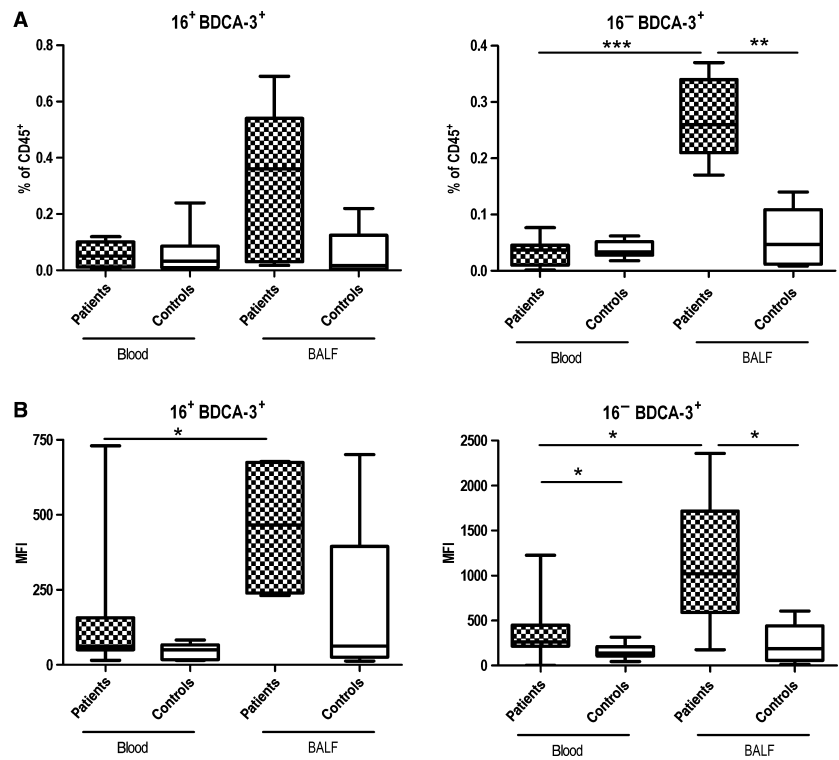 A
16⁺ BDCA-3⁺
% of CD45⁺
0.8
0.6
0.4
0.2
0.0
Patients
Controls
Patients
Controls
Blood
BALF
16⁻ BDCA-3⁺
*** **
% of CD45⁺
0.4
0.3
0.2
0.1
0.0
Patients
Controls
Patients
Controls
Blood
BALF
B
16⁺ BDCA-3⁺
*
MFI
750
500
250
0
Patients
Controls
Patients
Controls
Blood
BALF
16⁻ BDCA-3⁺
* *
*
MFI
2500
2000
1500
1000
500
0
Patients
Controls
Patients
Controls
Blood
BALF